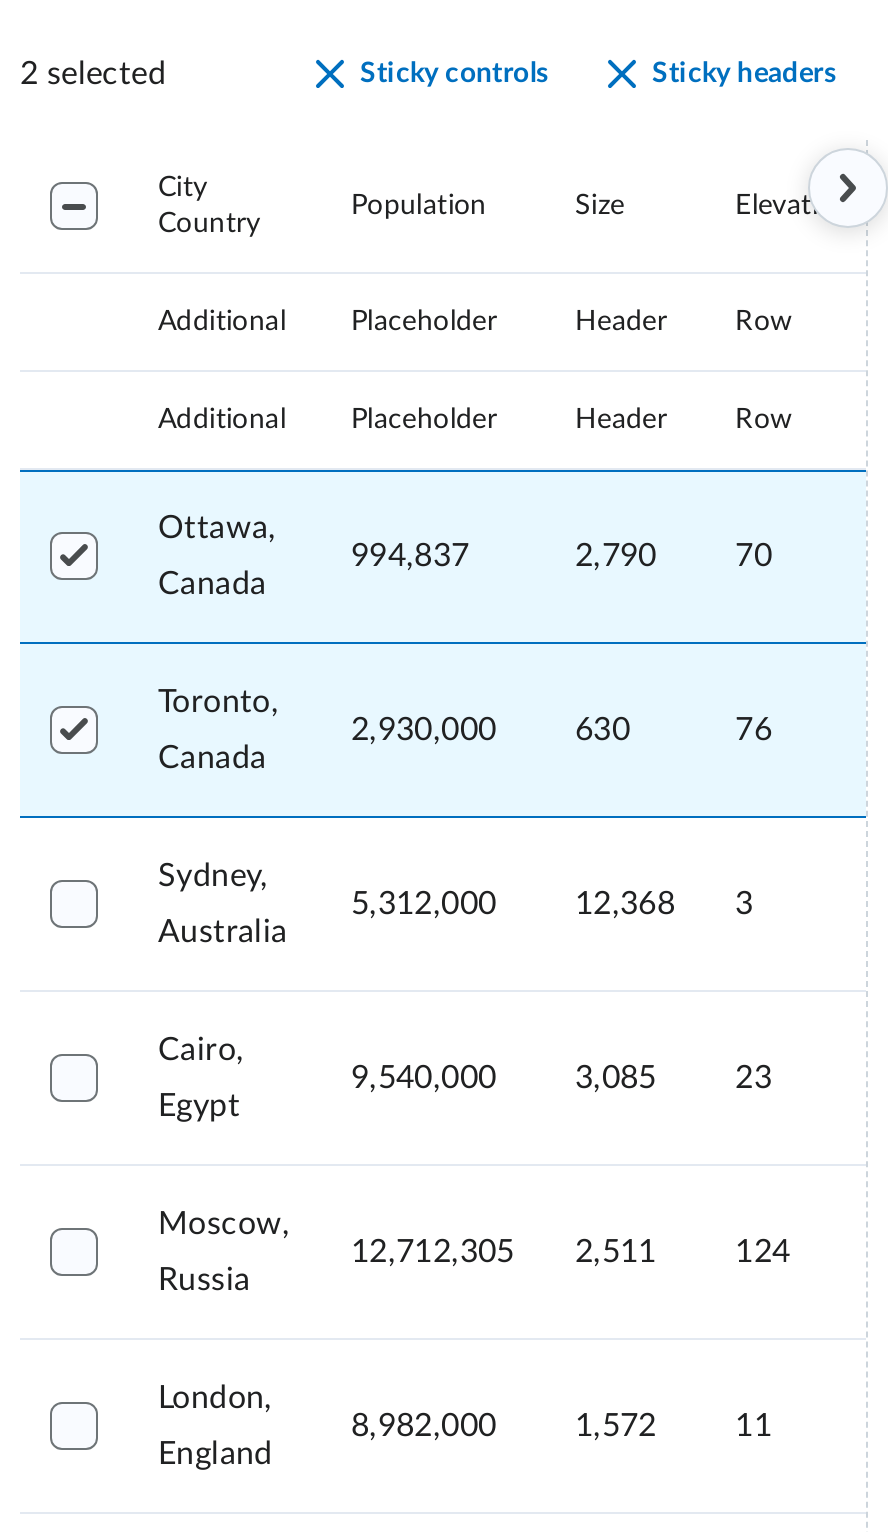 2 selected Sticky controls Sticky headers
City
Country Population Size
Additional Placeholder Header Row
Additional Placeholder Header Row
Ottawa,
Canada 994,837 2,790 70
Toronto,
Canada 2,930,000 630 76
Sydney,
Australia 5,312,000 12,368 3
Cairo,
Egypt 9,540,000 3,085 23
Moscow,
Russia 12,712,305 2,511 124
London,
England 8,982,000 1,572 11